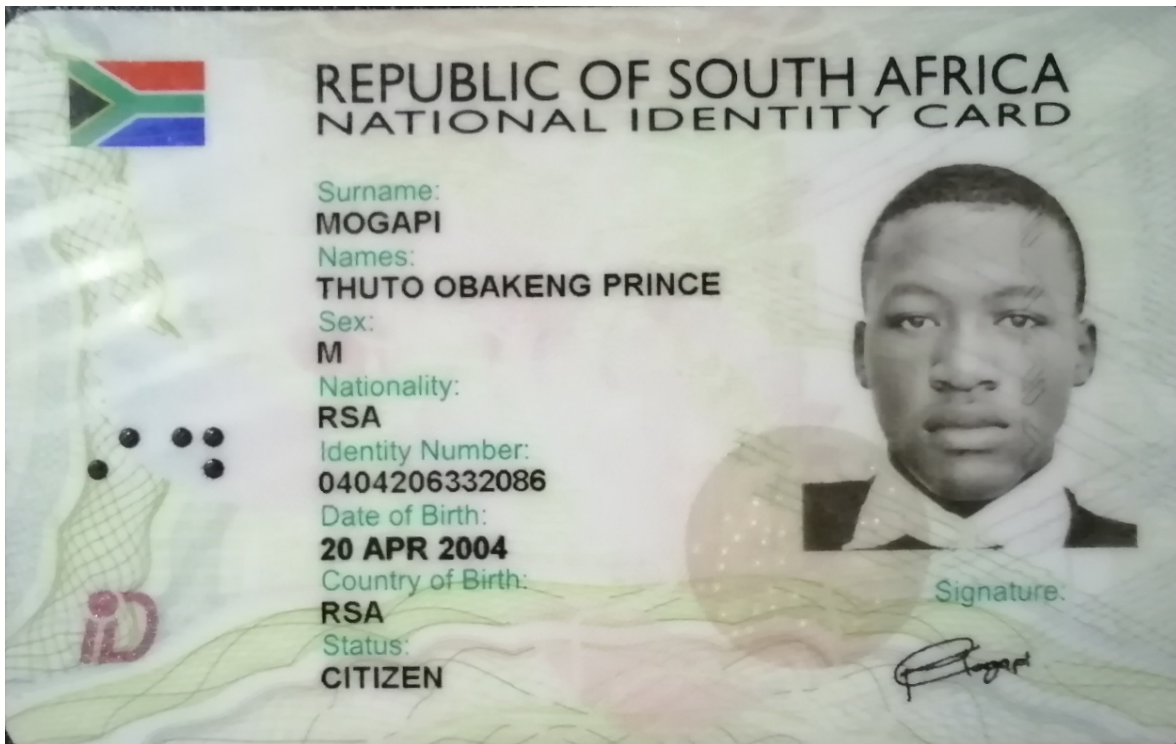 REPUBLIC OF SOUTH AFRICA
NATIONAL IDENTITY CARD
Surname:
MOGAPI
Names:
THUTO OBAKENG PRINCE
Sex:
M
Nationality:
RSA
Identity Number:
0404206332086
Date of Birth:
20 APR 2004
Country of Birth:
RSA
Status:
CITIZEN
iD
Signature:
Mogapi